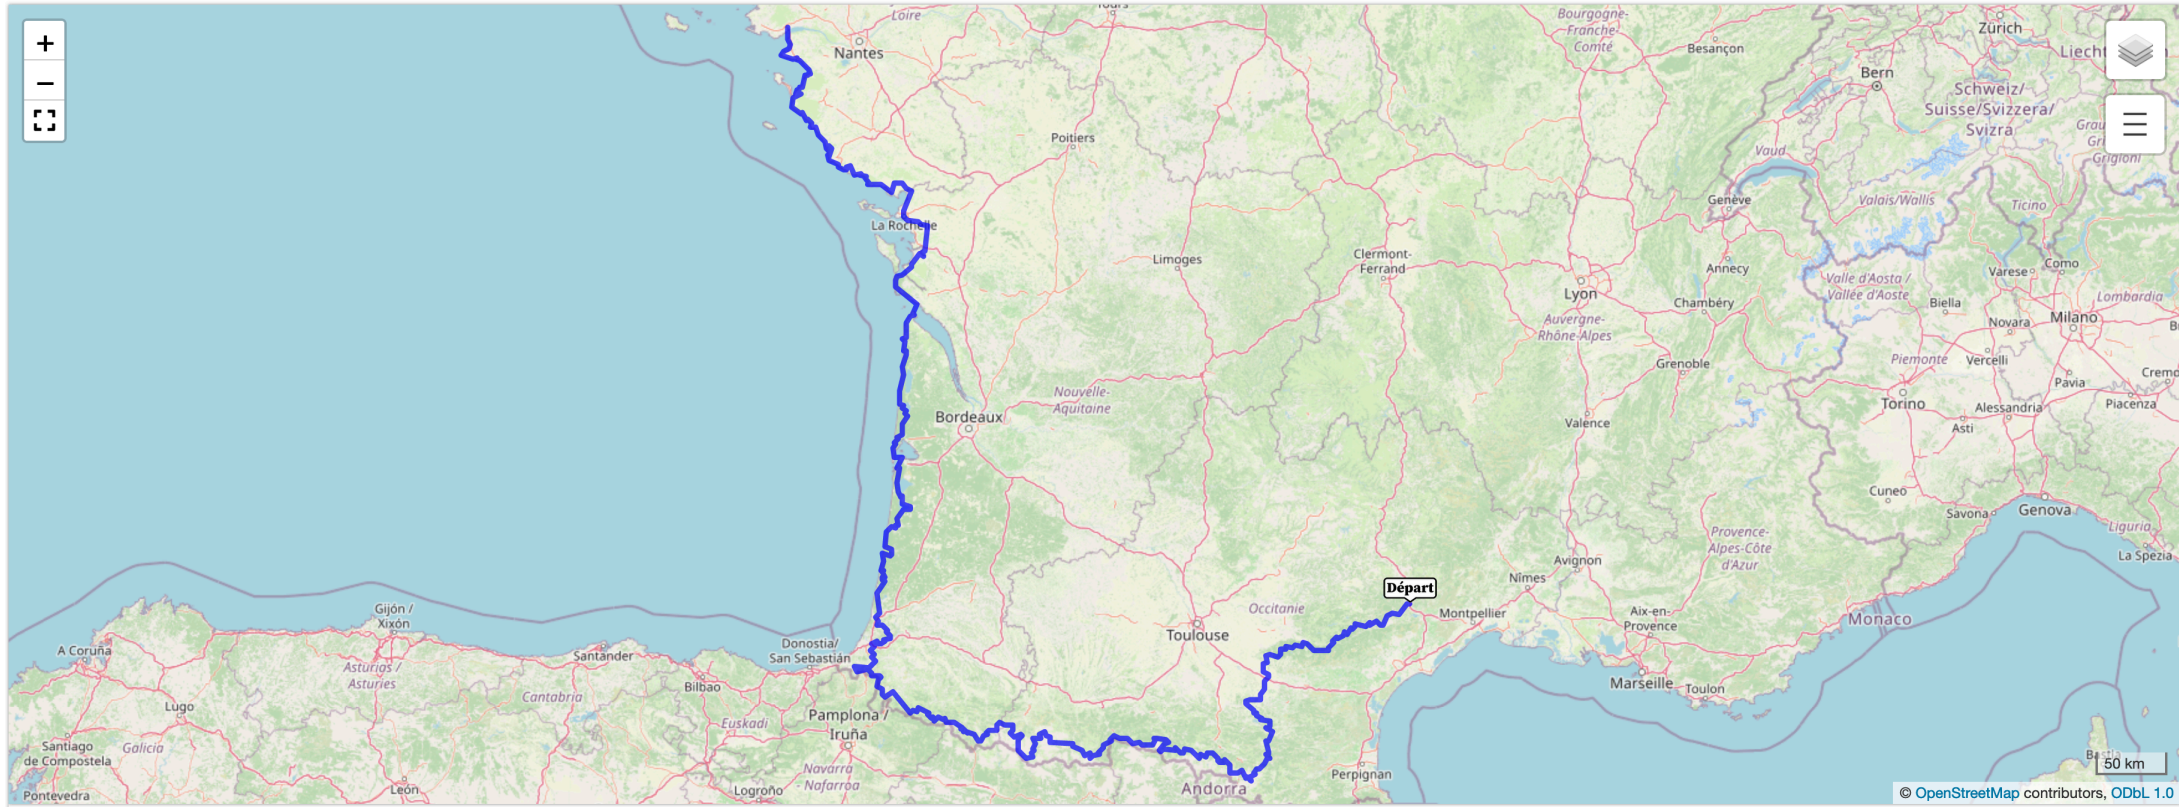 Tours
Loire
Bourgogne-
Franche-
Comté
Besançon
Zürich
Liecht
+
−
Nantes
Bern
Schweiz/
Suisse/Svizzera/
Svizra
Poitiers
Vaud
Genève
Valais/Wallis
Ticino
La Rochelle
Limoges
Clermont-
Ferrand
Lyon
Annecy
Chambéry
Valle d'Aosta /
Vallée d'Aoste
Varese
Como
Biella
Lombardia
Novara
Milano
Auvergne-
Rhône-Alpes
Grenoble
Piemonte
Vercelli
Pavia
Nouvelle-
Aquitaine
Bordeaux
Valence
Torino
Alessandria
Piacenza
Asti
Cuneo
Savona
Genova
Liguria
La Spezia
Provence-
Alpes-Côte
d'Azur
Avignon
Nîmes
Départ
Occitanie
Montpellier
Aix-en-
Provence
Monaco
Toulouse
Gijón /
Xixón
A Coruña
Santander
Donostia/
San Sebastián
Asturias /
Asturies
Bilbao
Cantabria
Marseille
Toulon
Lugo
Euskadi
Pamplona /
Iruña
Galicia
Santiago
de Compostela
Navarra
- Nafarroa
León
Logroño
Pontevedra
Andorra
Perpignan
Bastia
50 km
© OpenStreetMap contributors, ODbL 1.0